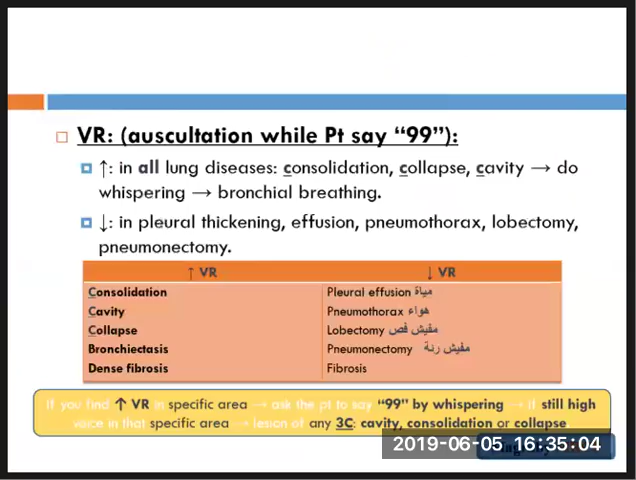 VR: (auscultation while Pt say “99”):
↑: in all lung diseases: consolidation, collapse, cavity → do
whispering → bronchial breathing.
↓: in pleural thickening, effusion, pneumothorax, lobectomy,
pneumonectomy.
↑ VR ↓ VR
Consolidation Pleural effusion مياة
Cavity Pneumothorax هواء
Collapse Lobectomy مفيش فص
Bronchiectasis Pneumonectomy مفيش رئة
Dense fibrosis Fibrosis
If you find ↑ VR in specific area → ask the pt to say “99” by whispering → if still high
voice in that specific area → lesion of any 3C: cavity, consolidation or collapse.
2019-06-05 16:35:04